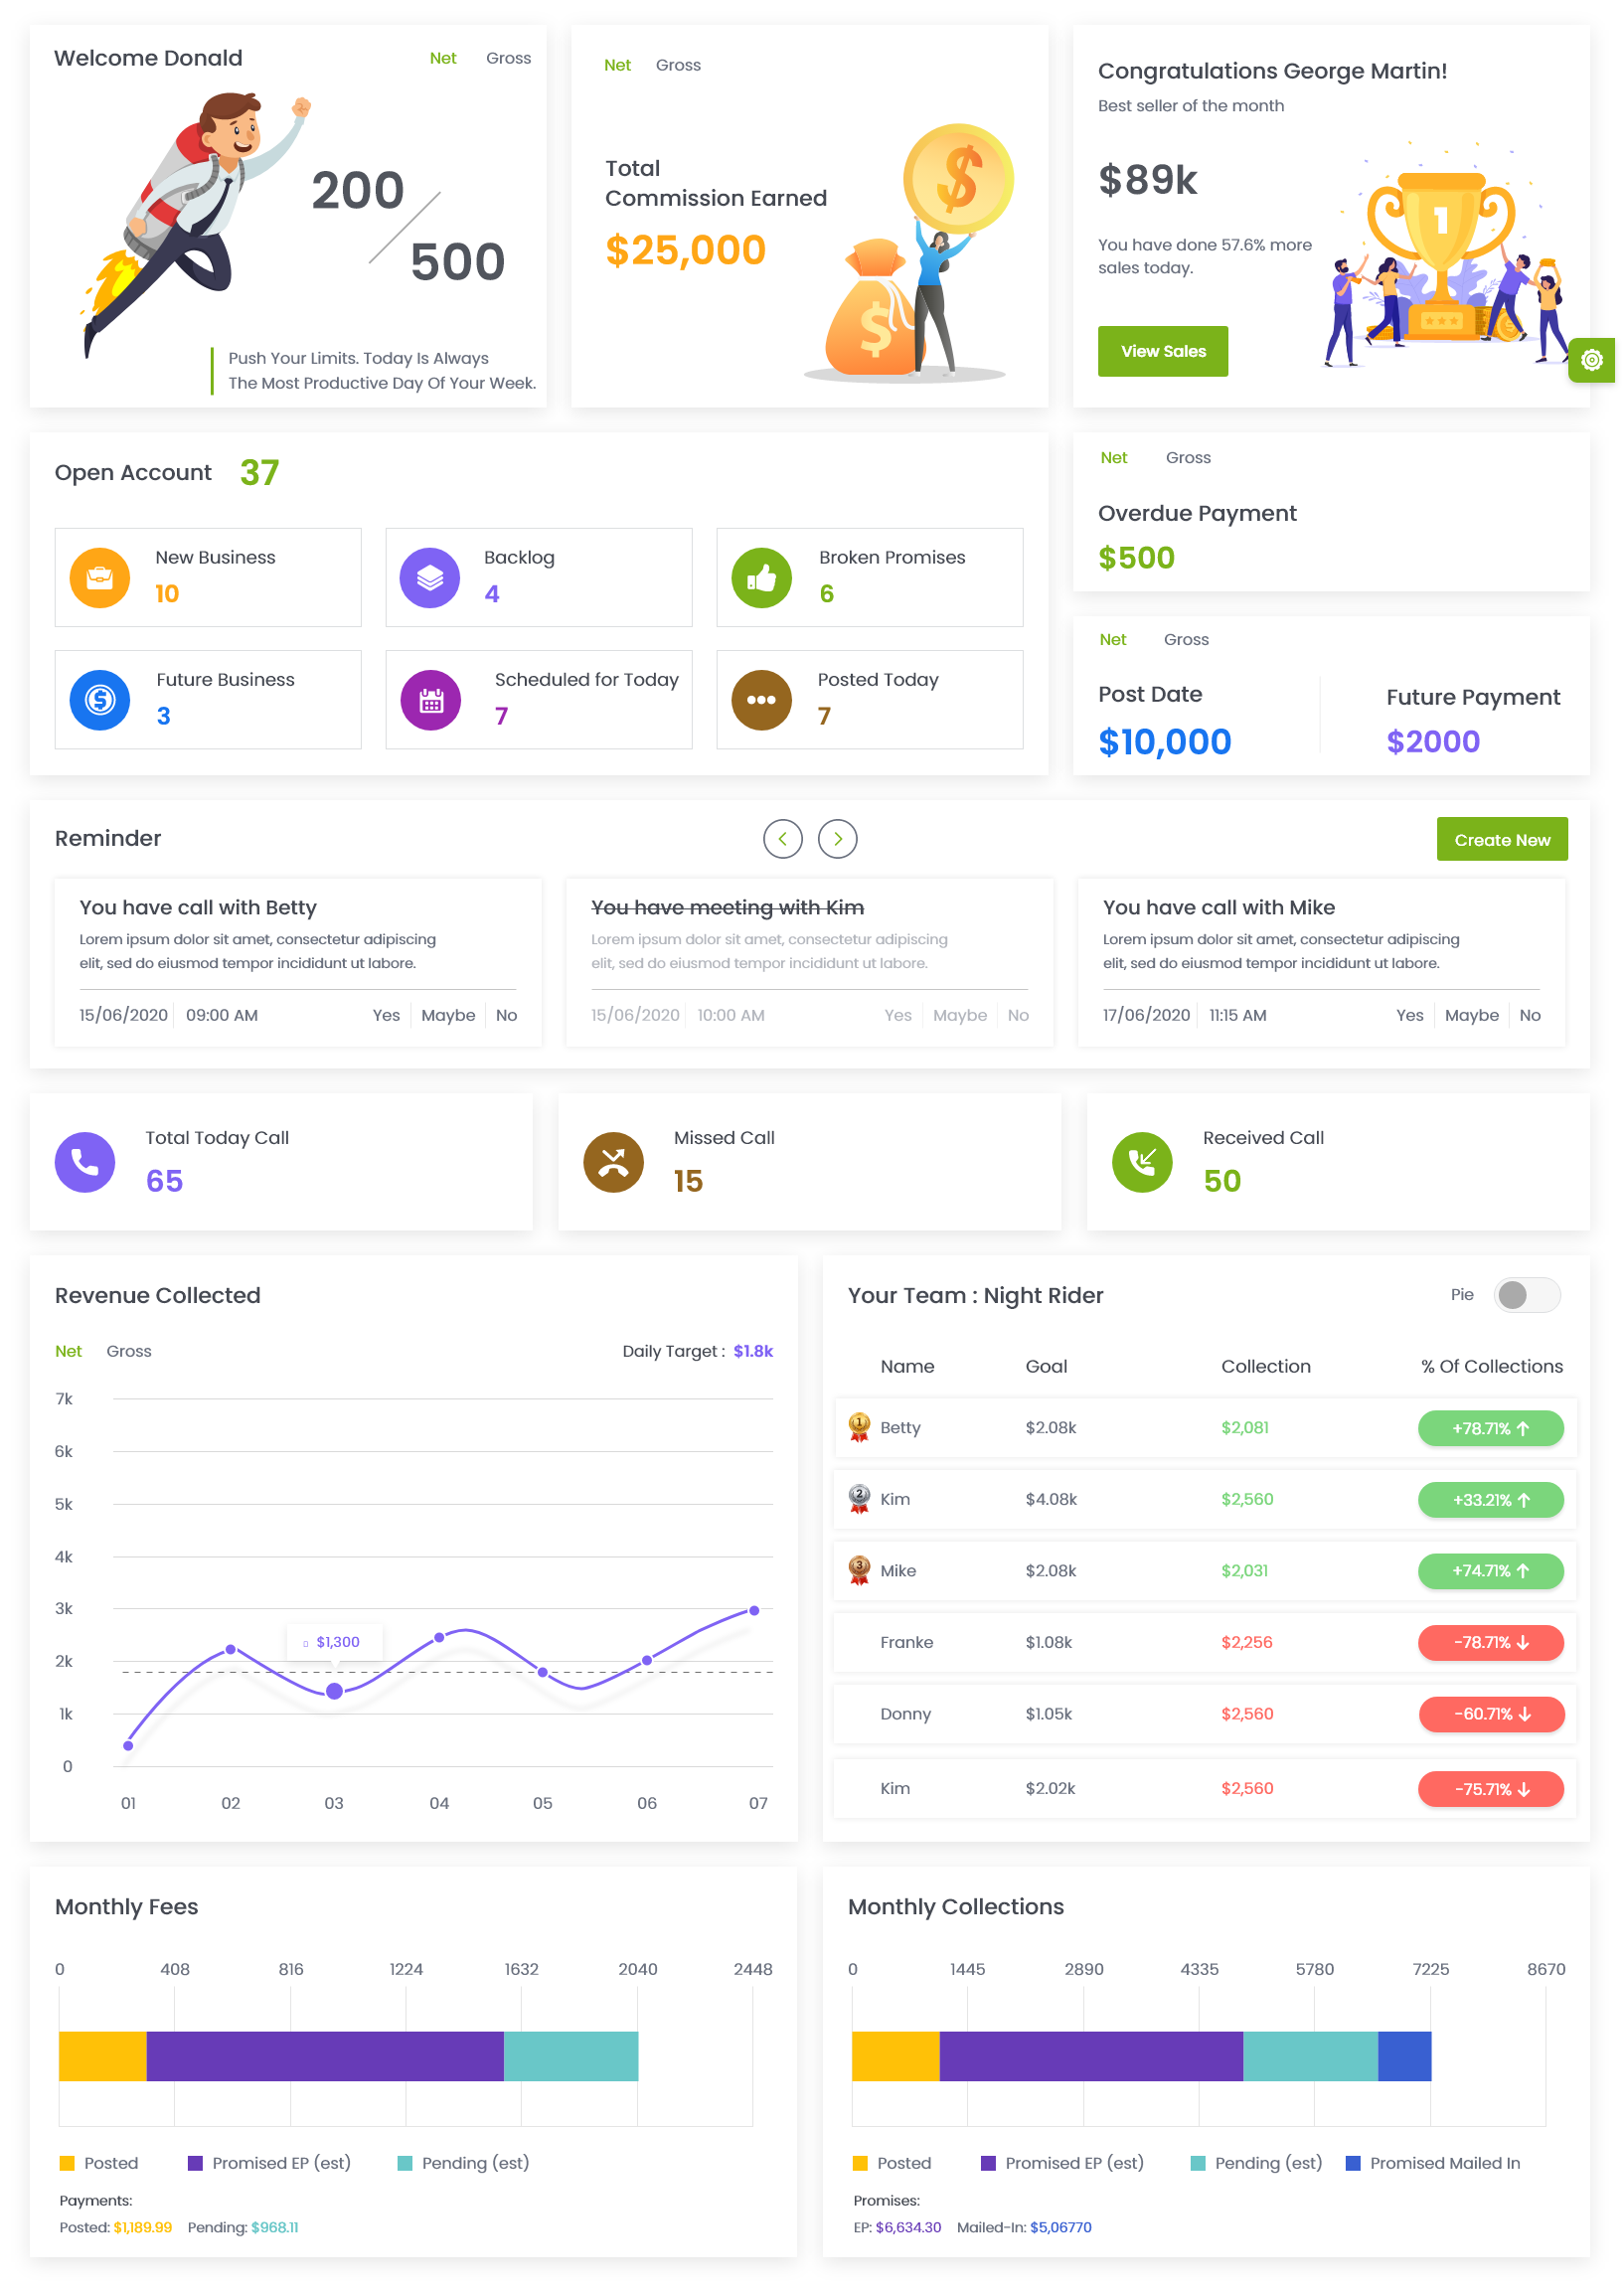 Welcome Donald
Net Gross
200
500
Push Your Limits. Today Is Always
The Most Productive Day Of Your Week.
Net Gross
Total
Commission Earned
$25,000
$
$
Congratulations George Martin!
Best seller of the month
$89k
You have done 57.6% more
sales today.
View Sales
1
Open Account 37
New Business
10
Backlog
4
Broken Promises
6
Future Business
3
Scheduled for Today
7
Posted Today
7
Net Gross
Overdue Payment
$500
Net Gross
Post Date
$10,000
Future Payment
$2000
Reminder
Create New
You have call with Betty
Lorem ipsum dolor sit amet, consectetur adipiscing
elit, sed do eiusmod tempor incididunt ut labore.
15/06/2020 09:00 AM Yes Maybe No
You have meeting with Kim
Lorem ipsum dolor sit amet, consectetur adipiscing
elit, sed do eiusmod tempor incididunt ut labore.
15/06/2020 10:00 AM Yes Maybe No
You have call with Mike
Lorem ipsum dolor sit amet, consectetur adipiscing
elit, sed do eiusmod tempor incididunt ut labore.
17/06/2020 11:15 AM Yes Maybe No
Total Today Call
65
Missed Call
15
Received Call
50
Revenue Collected
Net Gross Daily Target : $1.8k
7k
6k
5k
4k
3k
2k
1k
0
$1,300
01 02 03 04 05 06 07
Your Team : Night Rider
Pie
Name Goal Collection % Of Collections
1 Betty $2.08k $2,081 +78.71%
2 Kim $4.08k $2,560 +33.21%
3 Mike $2.08k $2,031 +74.71%
Franke $1.08k $2,256 -78.71%
Donny $1.05k $2,560 -60.71%
Kim $2.02k $2,560 -75.71%
Monthly Fees
0 408 816 1224 1632 2040 2448
Posted Promised EP (est) Pending (est)
Payments:
Posted: $1,189.99 Pending: $968.11
Monthly Collections
0 1445 2890 4335 5780 7225 8670
Posted Promised EP (est) Pending (est) Promised Mailed In
Promises:
EP: $6,634.30 Mailed-In: $5,06770